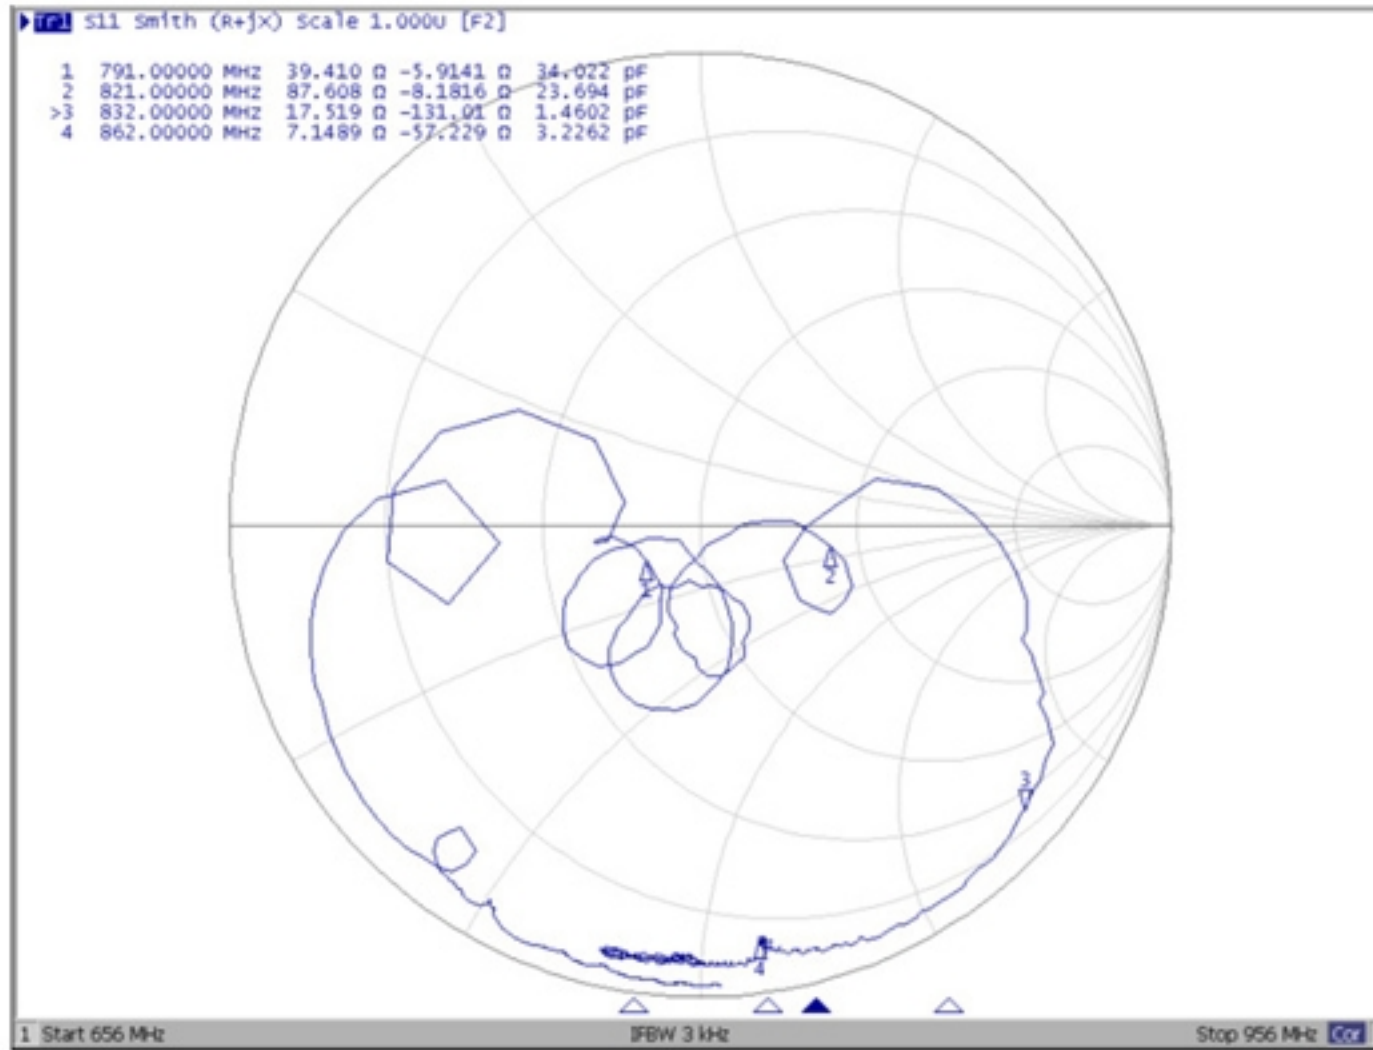 Tr1 S11 Smith (R+jX) Scale 1.000U [F2]
1 791.00000 MHz 39.410 Ω -5.9141 Ω 34.022 pF
2 821.00000 MHz 87.608 Ω -8.1816 Ω 23.694 pF
>3 832.00000 MHz 17.519 Ω -131.01 Ω 1.4602 pF
4 862.00000 MHz 7.1489 Ω -57.229 Ω 3.2262 pF
1
2
3
4
1 Start 656 MHz IFBW 3 kHz Stop 956 MHz Cor